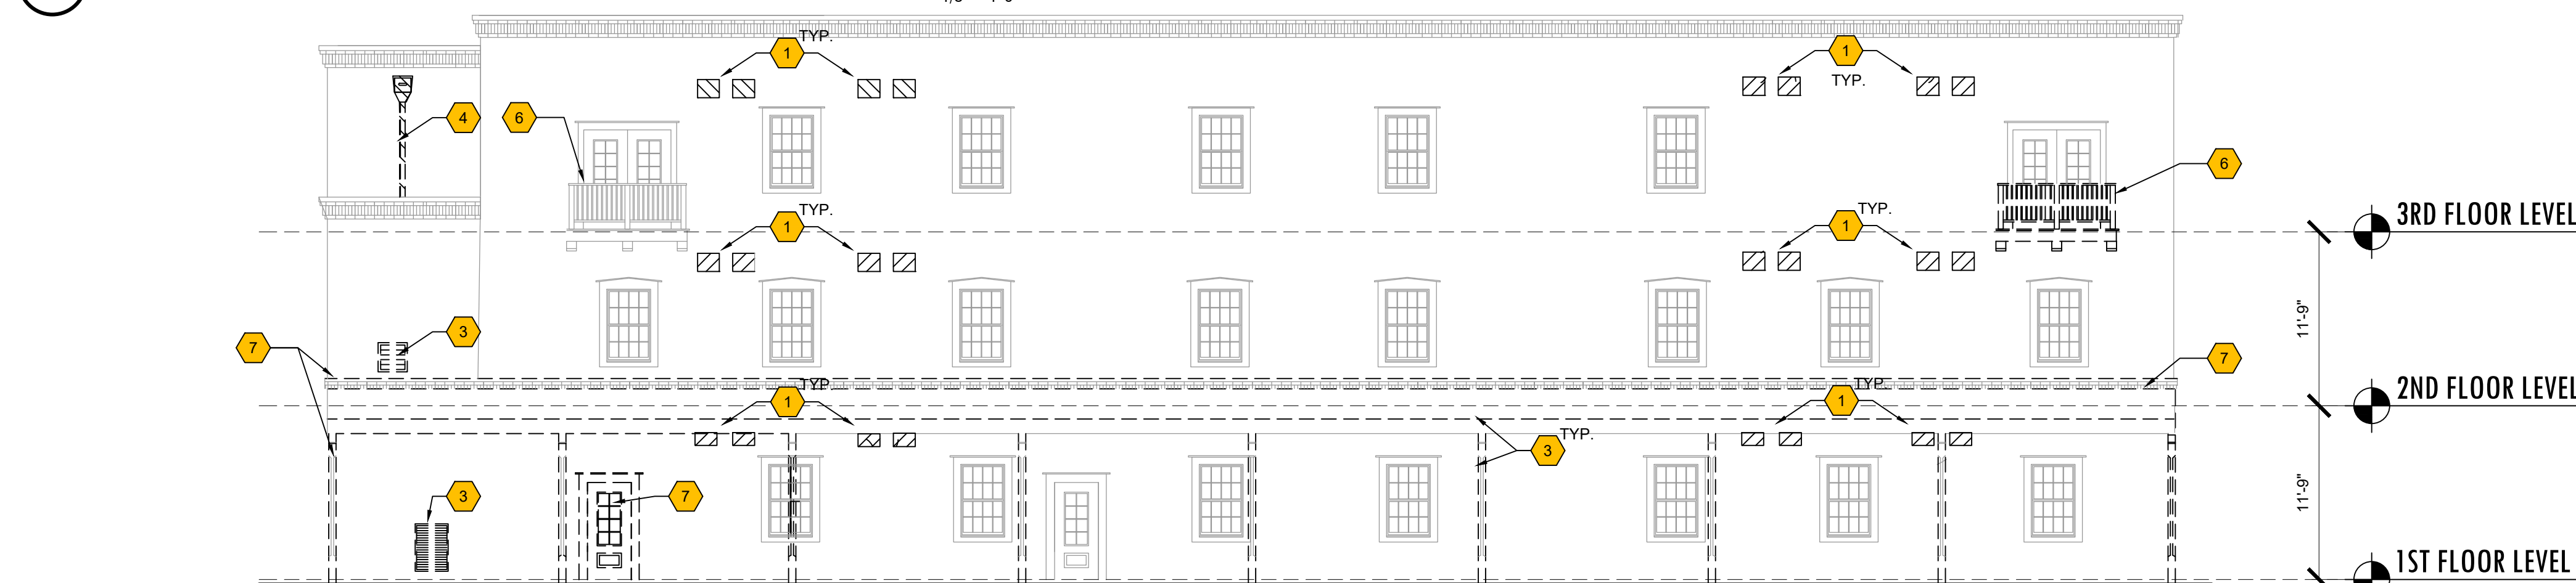 TYP.
1
1
TYP.
4
6
6
TYP.
1
TYP.
1
3RD FLOOR LEVEL
11'-9"
3
7
7
TYP.
1
TYP.
1
2ND FLOOR LEVEL
TYP.
3
11'-9"
3
7
1ST FLOOR LEVEL